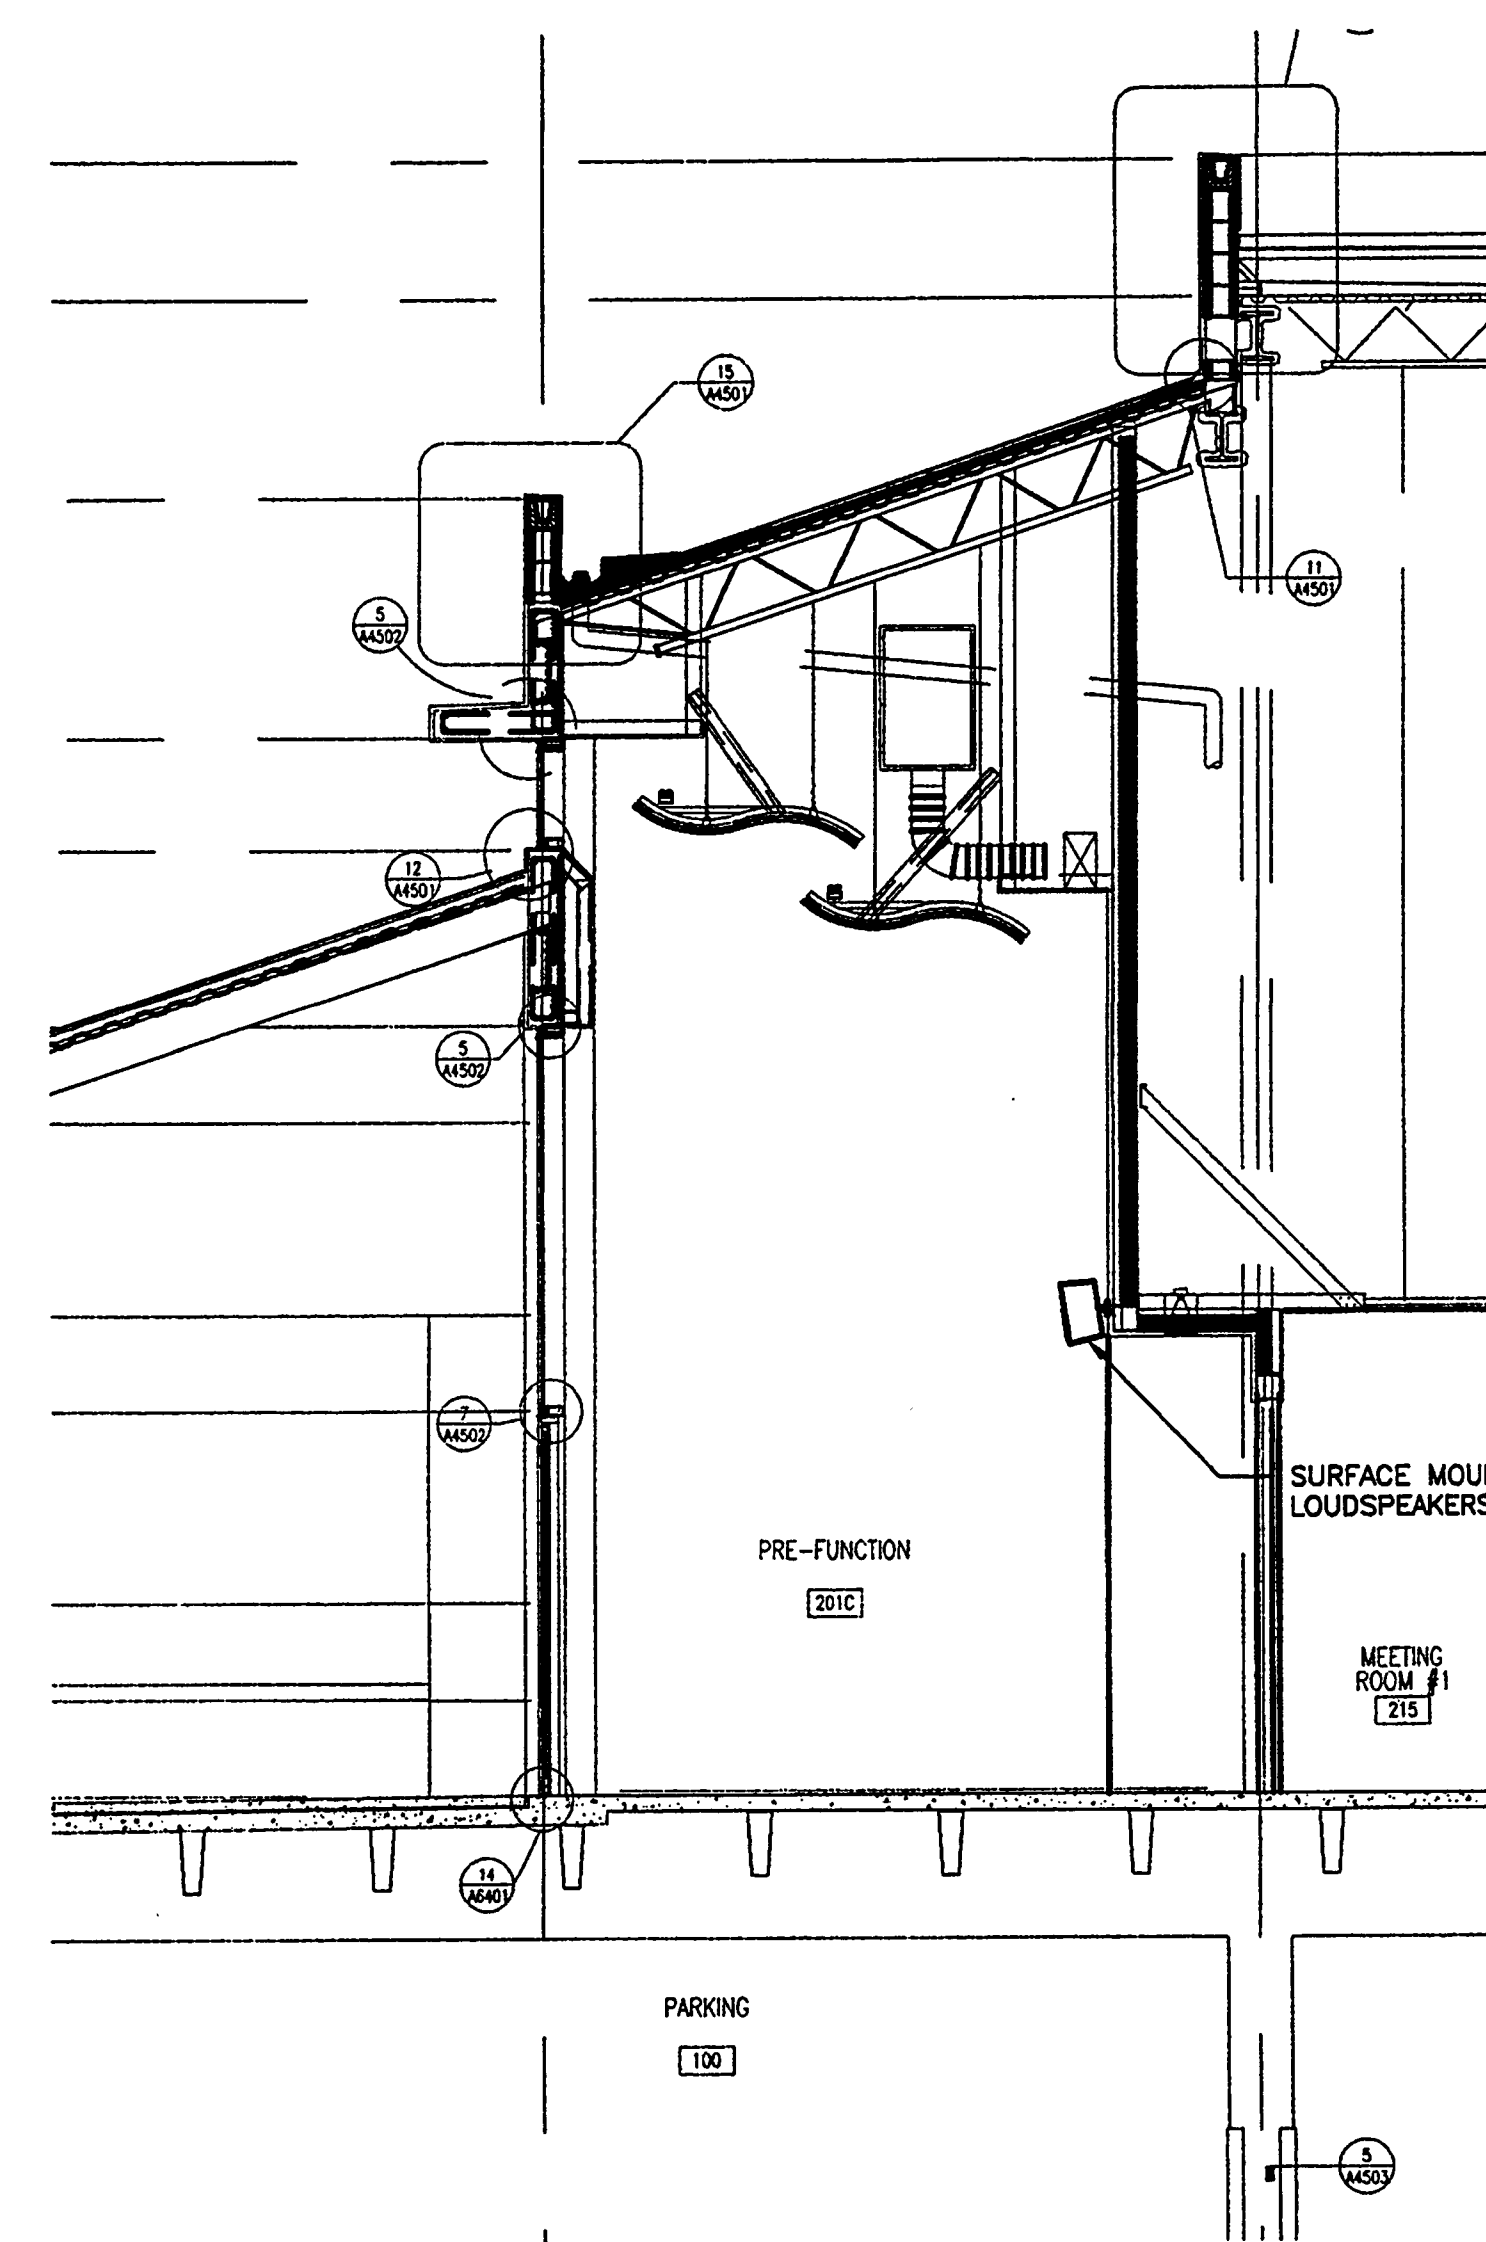 15
A4501
11
A4501
5
A4502
12
A4501
5
A4502
7
A4502
SURFACE MOU
LOUDSPEAKERS
PRE-FUNCTION
201C
MEETING
ROOM #1
215
14
A6401
PARKING
100
5
A4503